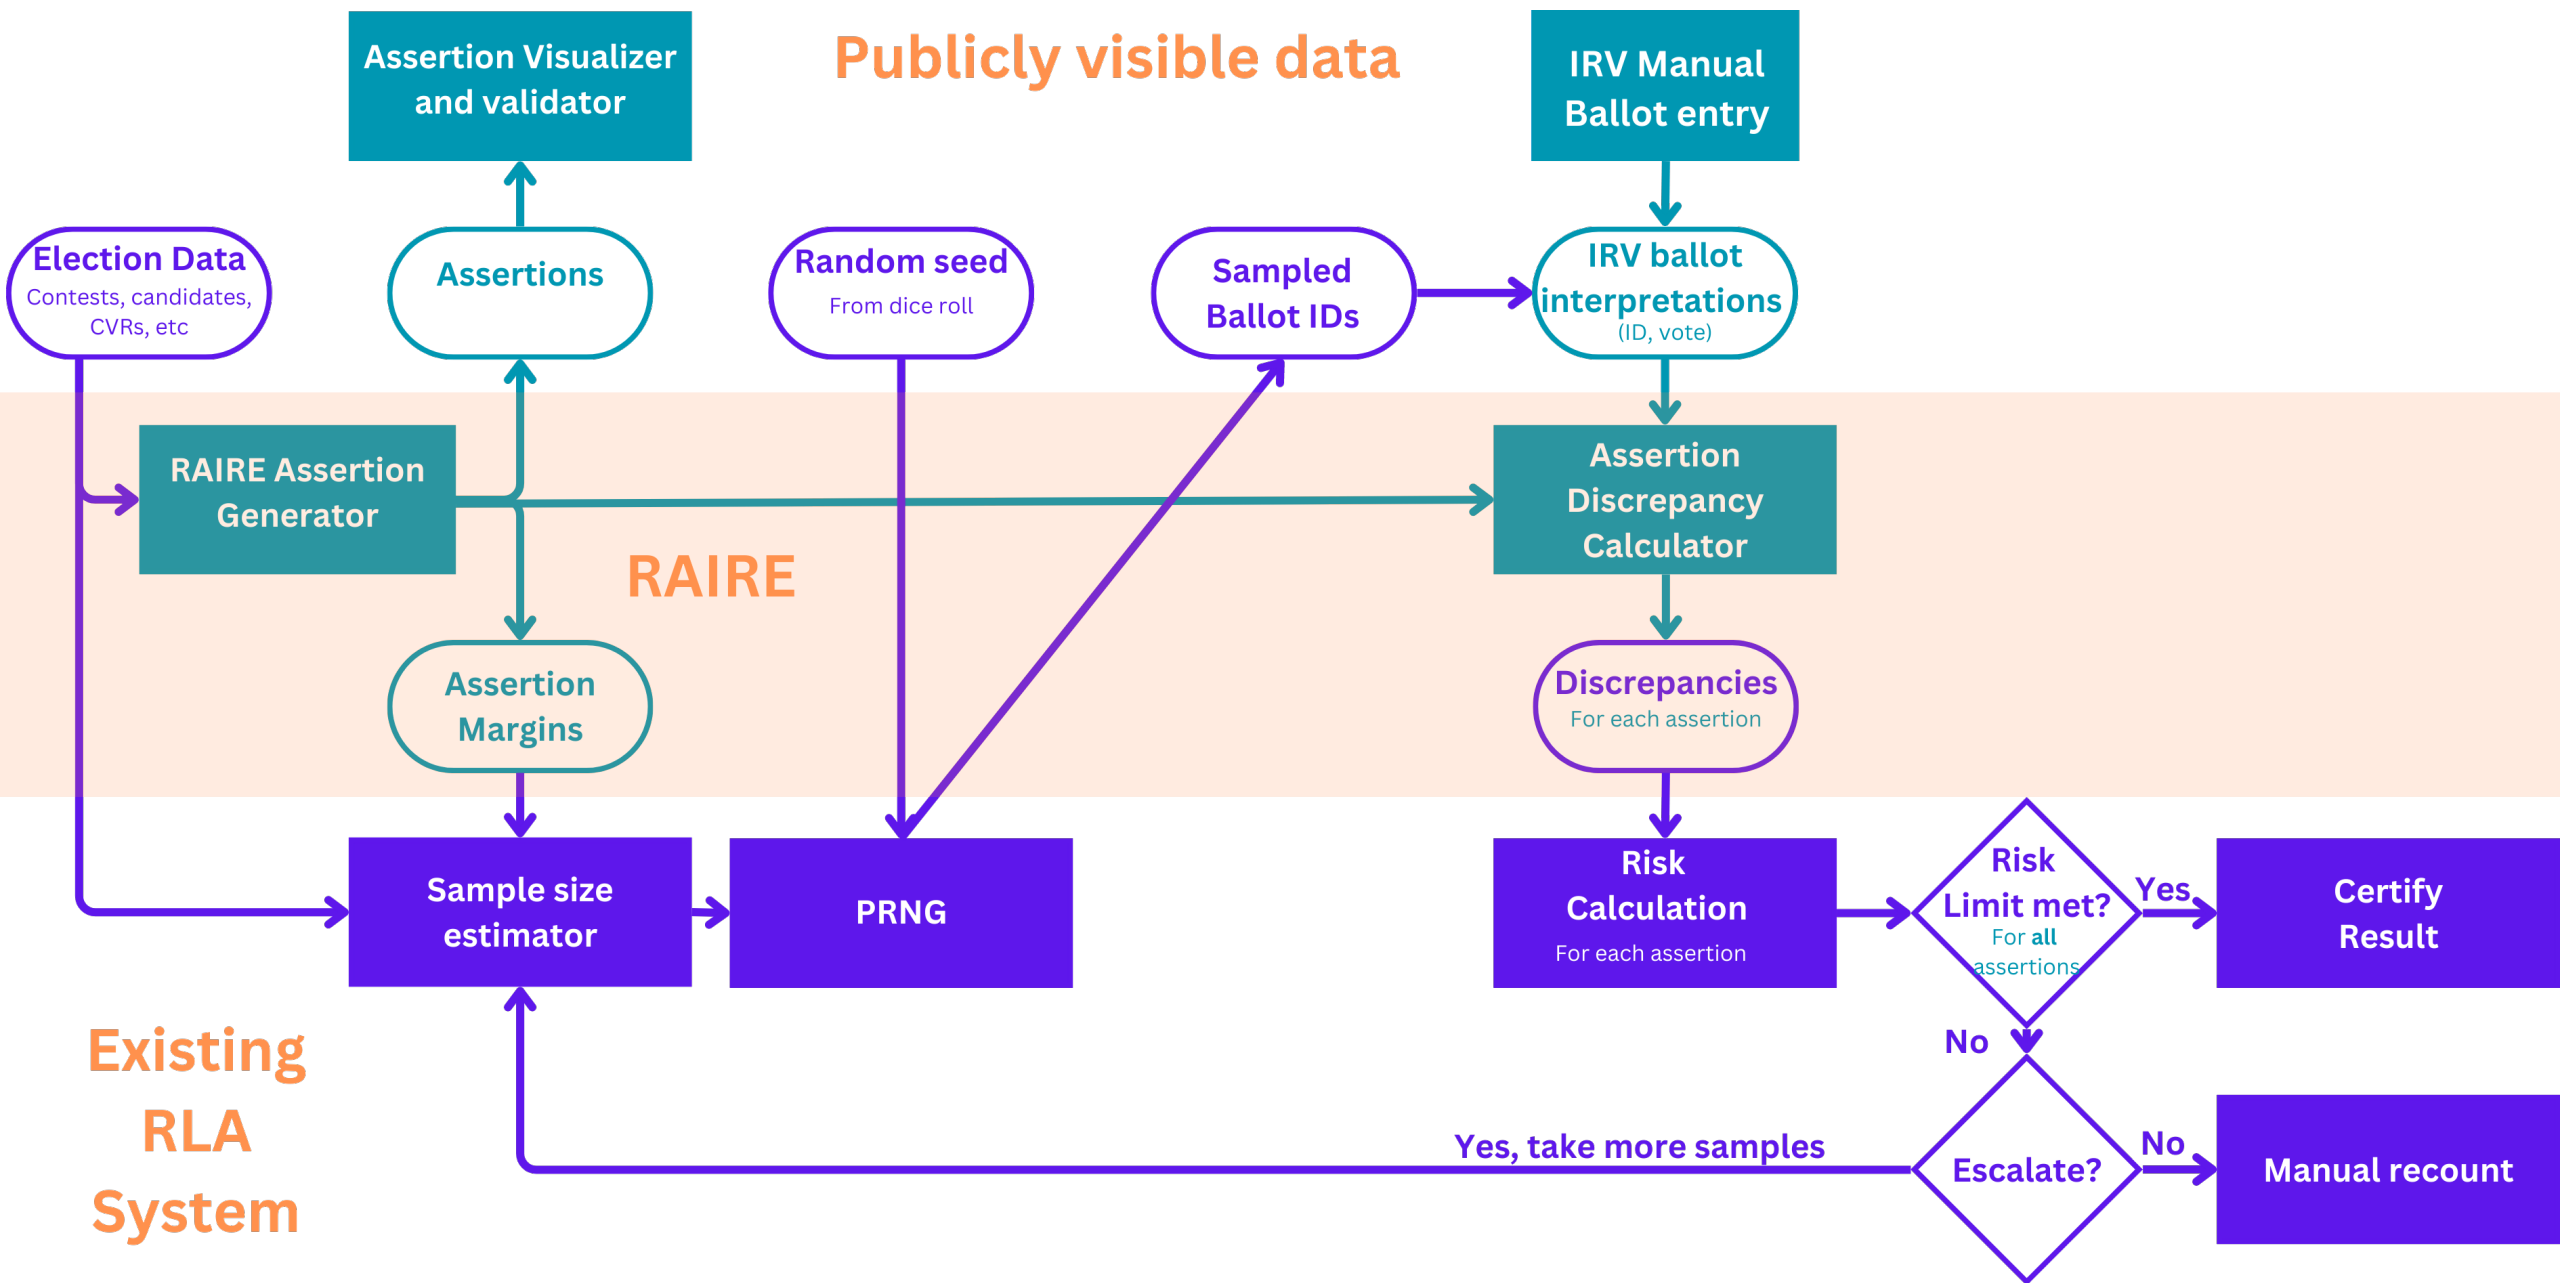 Publicly visible data
Assertion Visualizer
and validator
IRV Manual
Ballot entry
Election Data
Contests, candidates,
CVRs, etc
Assertions
Random seed
From dice roll
Sampled
Ballot IDs
IRV ballot
interpretations
(ID, vote)
RAIRE Assertion
Generator
RAIRE
Assertion
Discrepancy
Calculator
Assertion
Margins
Discrepancies
For each assertion
Sample size
estimator
PRNG
Risk
Calculation
For each assertion
Risk
Limit met?
For all
assertions
Yes
Certify
Result
No
Existing
RLA
System
Yes, take more samples
Escalate?
No
Manual recount